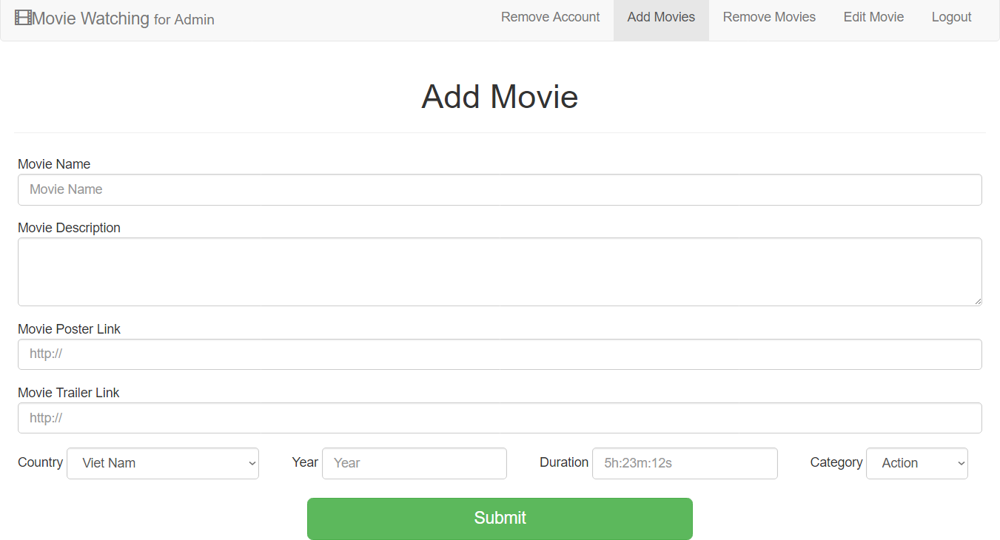 Movie Watching for Admin Remove Account Add Movies Remove Movies Edit Movie Logout
Add Movie
Movie Name
Movie Name
Movie Description
Movie Poster Link
http://
Movie Trailer Link
http://
Country Viet Nam Year Year Duration 5h:23m:12s Category Action
Submit